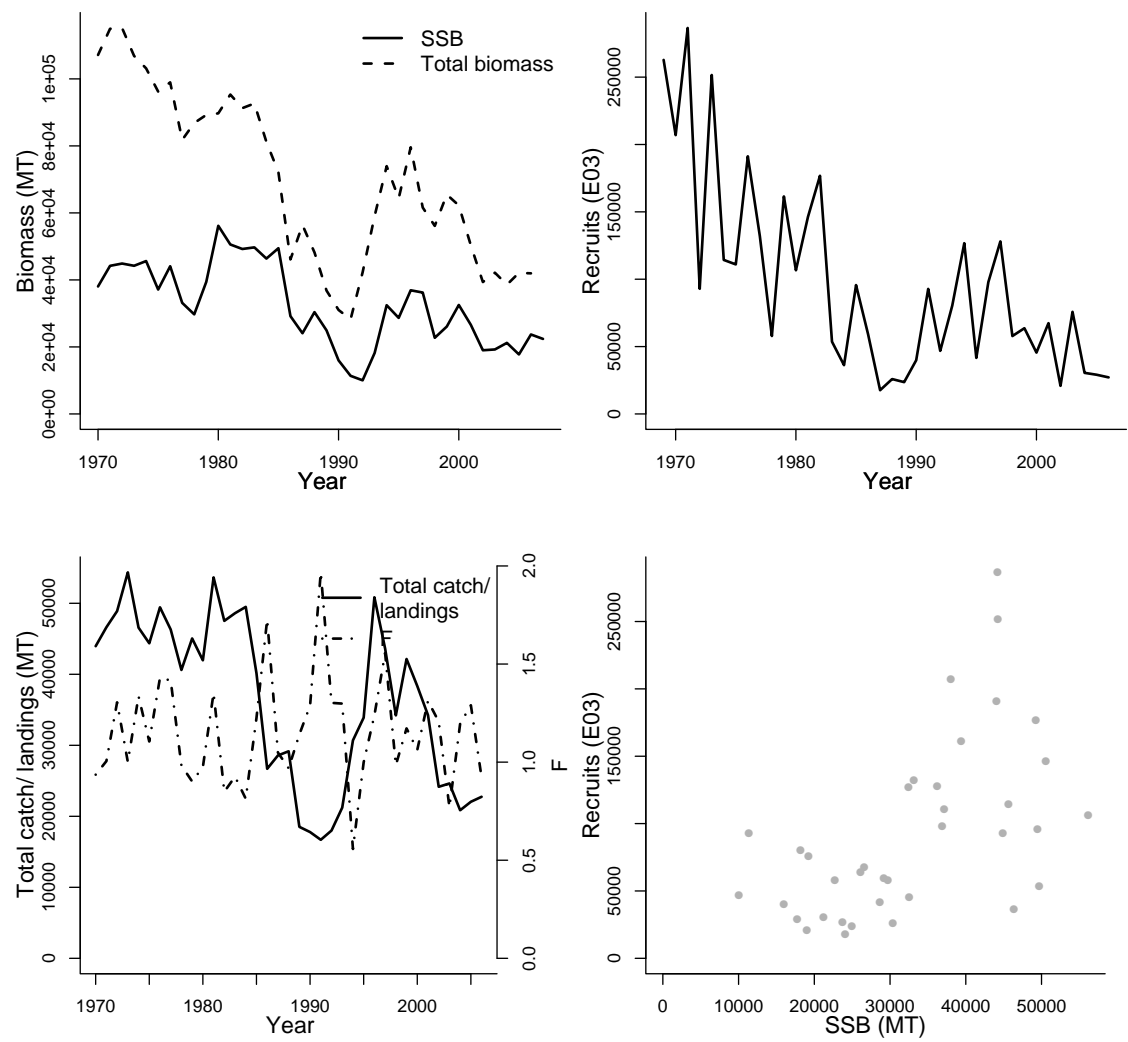 SSB
Total biomass
Biomass (MT)
0e+00
2e+04
4e+04
6e+04
8e+04
1e+05
1970
1980
1990
2000
Year
Recruits (E03)
0
50000
150000
250000
1970
1980
1990
2000
Year
Total catch/
landings
F
Total catch/ landings (MT)
0
10000
20000
30000
40000
50000
F
0.0
0.5
1.0
1.5
2.0
1970
1980
1990
2000
Year
Recruits (E03)
0
50000
150000
250000
0
10000
20000
30000
40000
50000
SSB (MT)